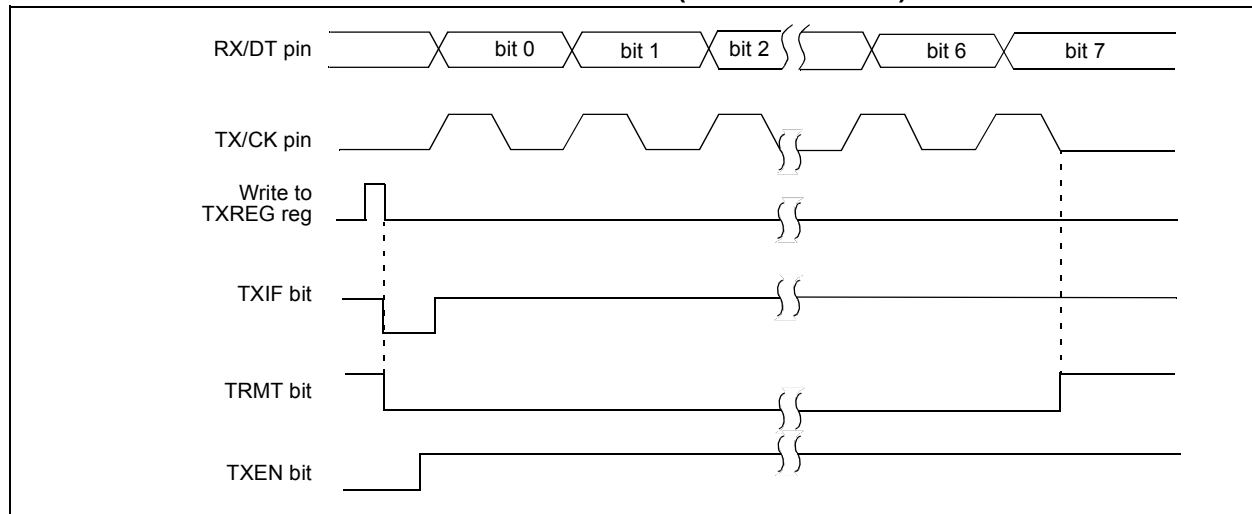 RX/DT pin
bit 0 bit 1 bit 2 bit 6 bit 7
TX/CK pin
Write to
TXREG reg
TXIF bit
TRMT bit
TXEN bit